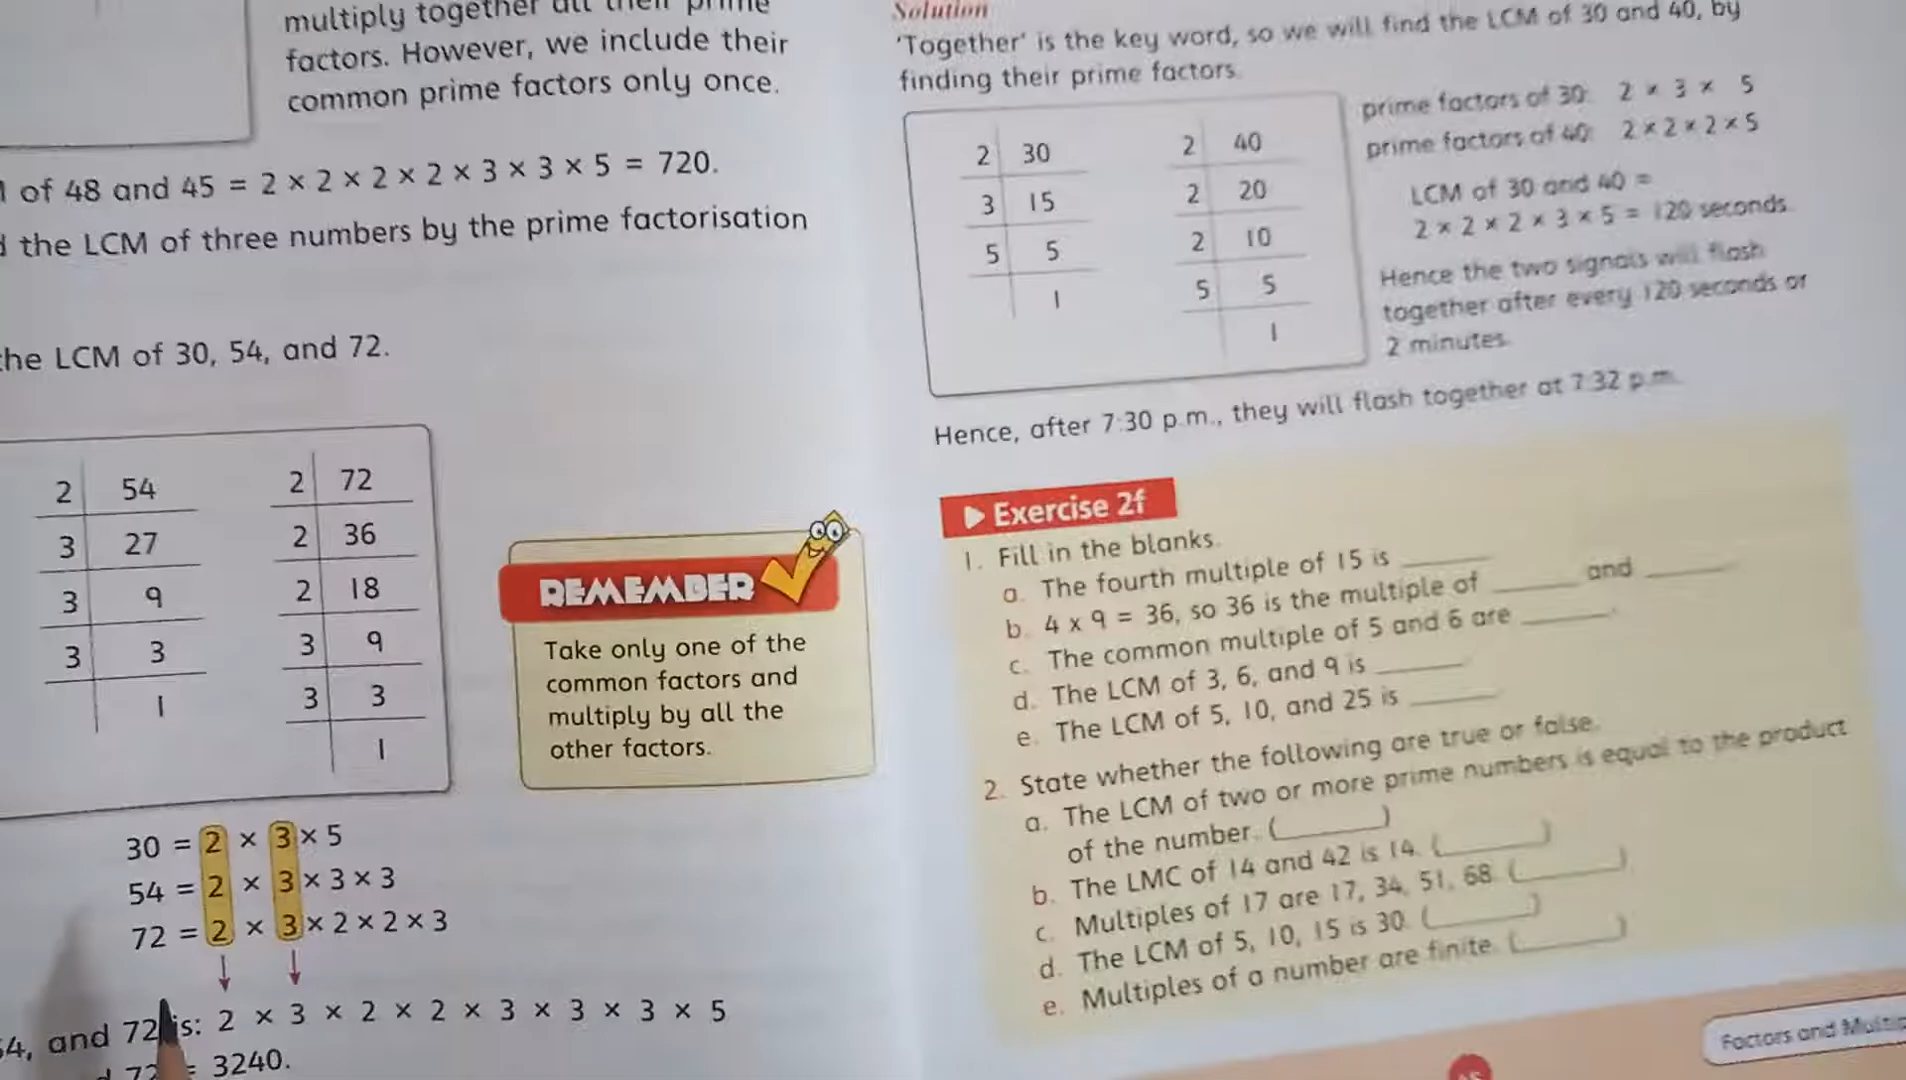 multiply together all their prime
factors. However, we include their
common prime factors only once.
of 48 and 45 = 2 × 2 × 2 × 2 × 3 × 3 × 5 = 720.
the LCM of three numbers by the prime factorisation
the LCM of 30, 54, and 72.
2 54
3 27
3 9
3 3
1
2 72
2 36
2 18
3 9
3 3
1
REMEMBER
Take only one of the
common factors and
multiply by all the
other factors.
30 = 2 × 3 × 5
54 = 2 × 3 × 3 × 3
72 = 2 × 3 × 2 × 2 × 3
54, and 72 is: 2 × 3 × 2 × 2 × 3 × 3 × 3 × 5
72 = 3240.
Solution
'Together' is the key word, so we will find the LCM of 30 and 40, by
finding their prime factors.
2 30
3 15
5 5
1
2 40
2 20
2 10
5 5
1
prime factors of 30: 2 × 3 × 5
prime factors of 40: 2 × 2 × 2 × 5
LCM of 30 and 40 =
2 × 2 × 2 × 3 × 5 = 120 seconds.
Hence the two signals will flash
together after every 120 seconds or
2 minutes.
Hence, after 7:30 p.m., they will flash together at 7:32 p.m.
Exercise 2f
1. Fill in the blanks.
a. The fourth multiple of 15 is ______
b. 4 x 9 = 36, so 36 is the multiple of ______ and ______
c. The common multiple of 5 and 6 are ______.
d. The LCM of 3, 6, and 9 is ______
e. The LCM of 5, 10, and 25 is ______
2. State whether the following are true or false.
a. The LCM of two or more prime numbers is equal to the product
of the number. (______)
b. The LMC of 14 and 42 is 14. (______)
c. Multiples of 17 are 17, 34, 51, 68. (______)
d. The LCM of 5, 10, 15 is 30. (______)
e. Multiples of a number are finite. (______)
Factors and